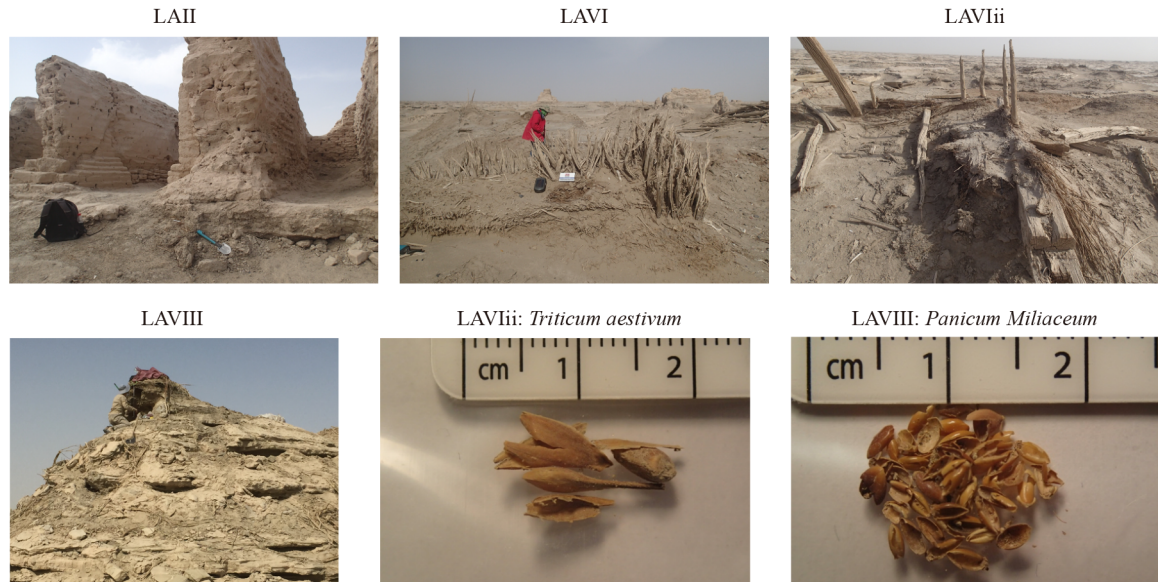 LAII
LAVI
LAVIii
LAVIII
LAVIii: Triticum aestivum
LAVIII: Panicum Miliaceum
cm 1 2
cm 1 2